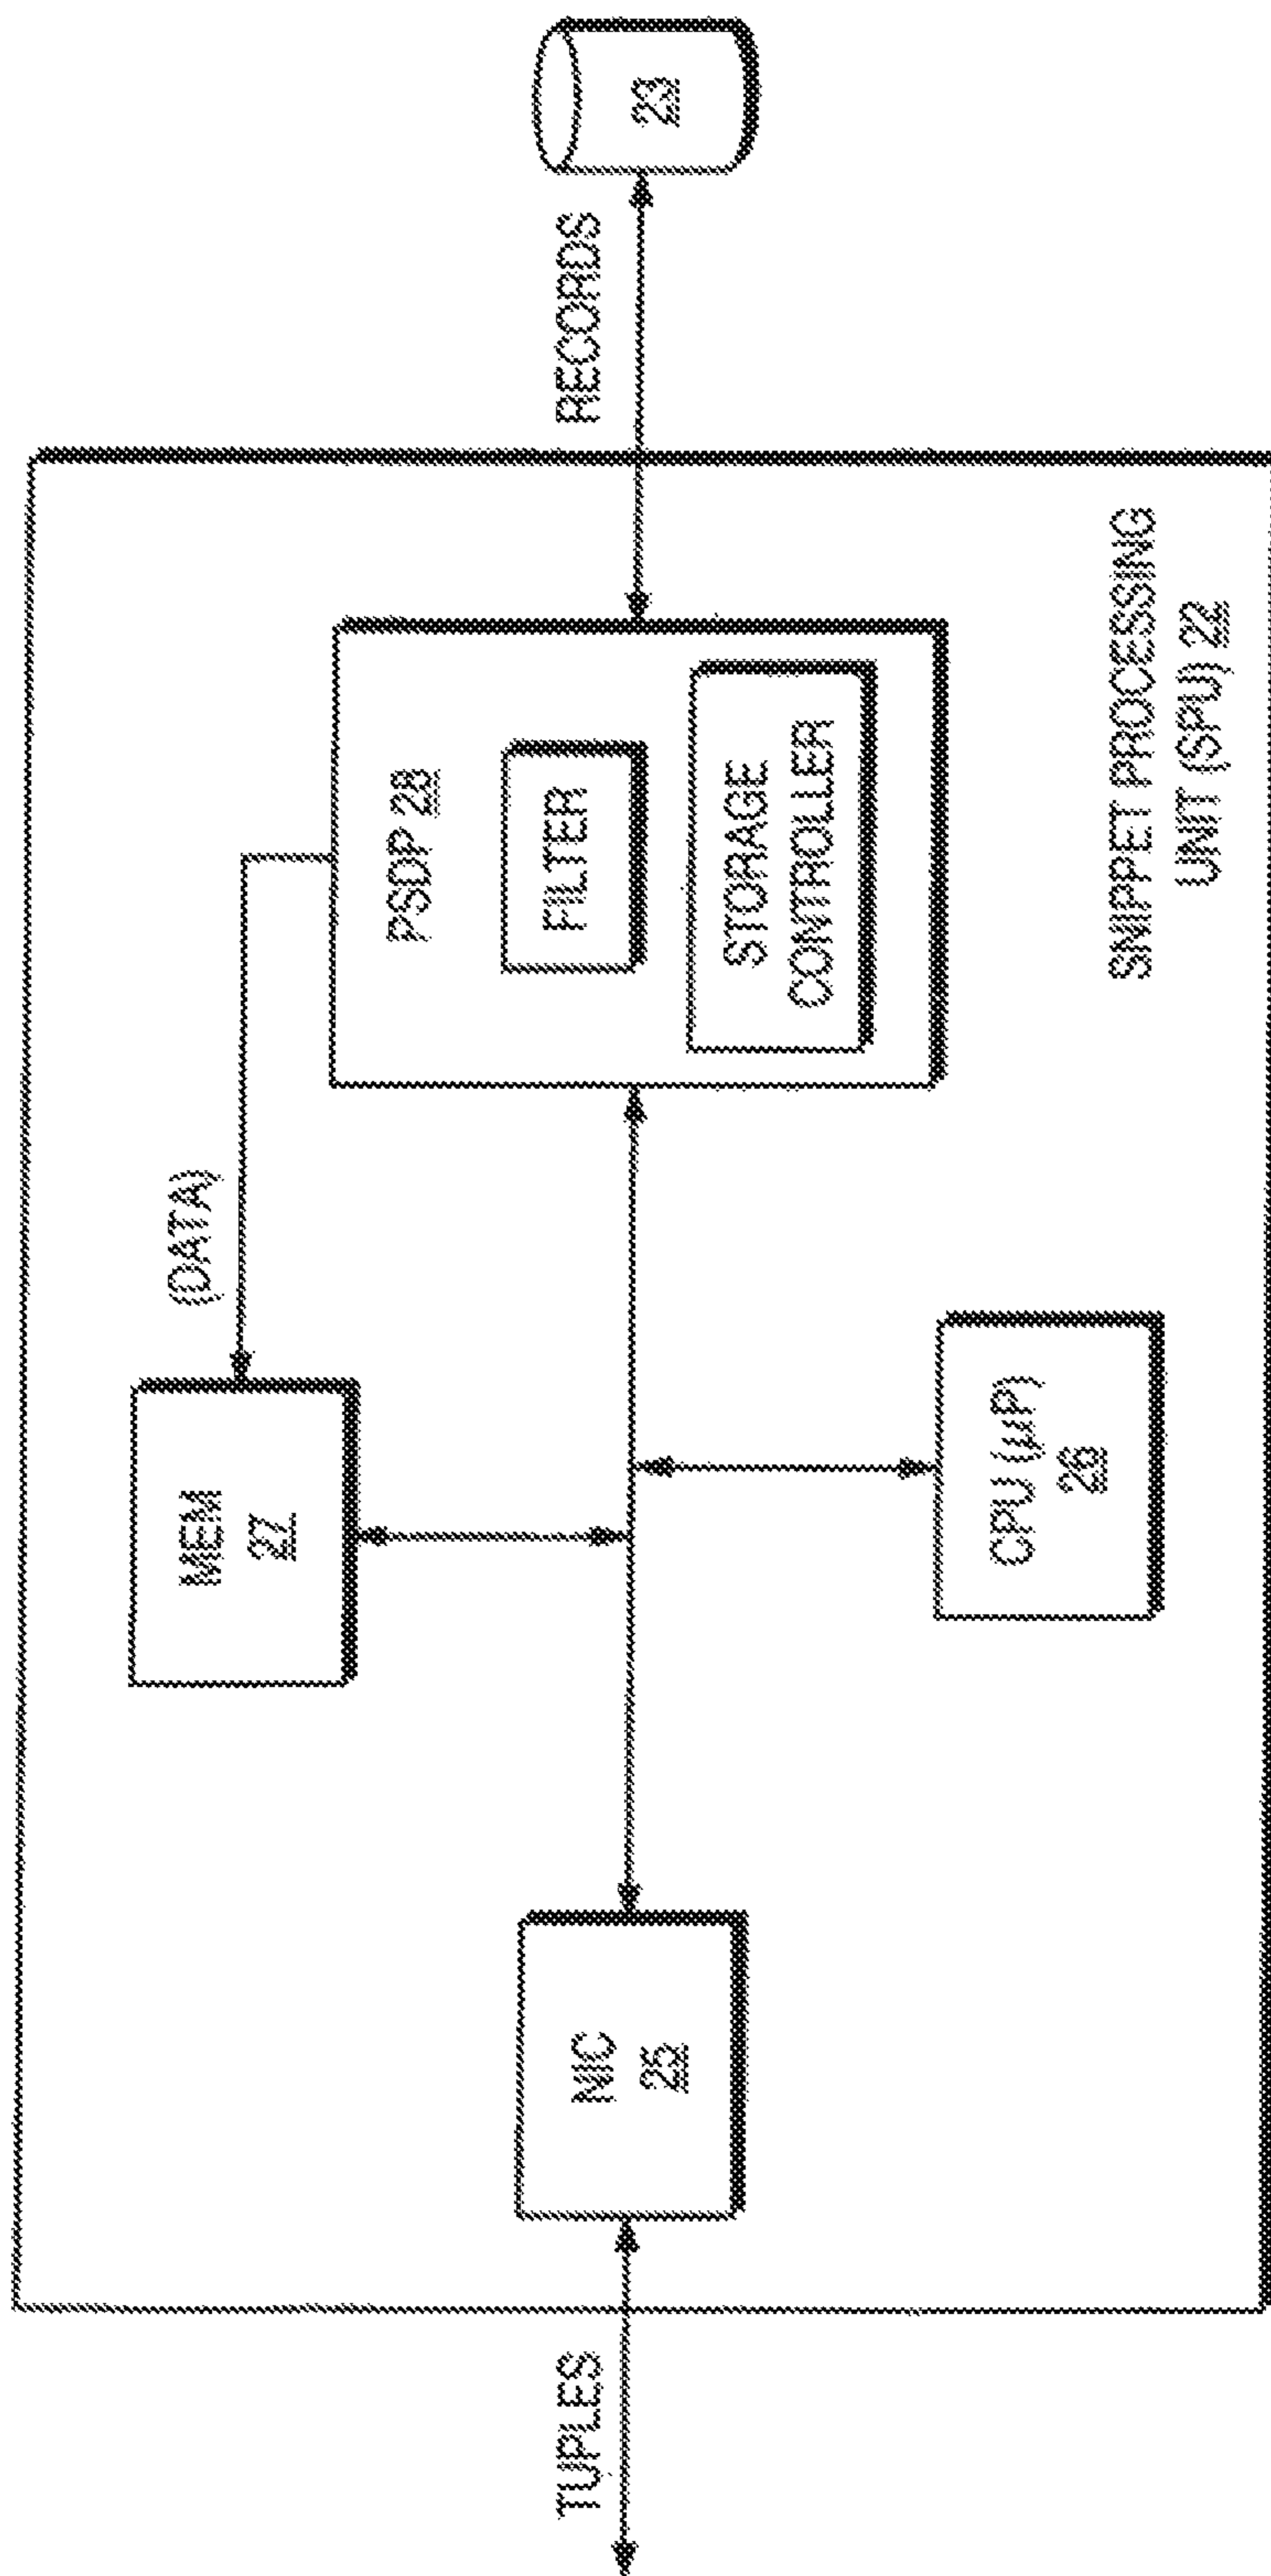 TUPLES
NIC
25
MEM
27
(DATA)
CPU (μP)
26
PSDP 28
FILTER
STORAGE
CONTROLLER
SNIPPET PROCESSING
UNIT (SPU) 22
RECORDS
23